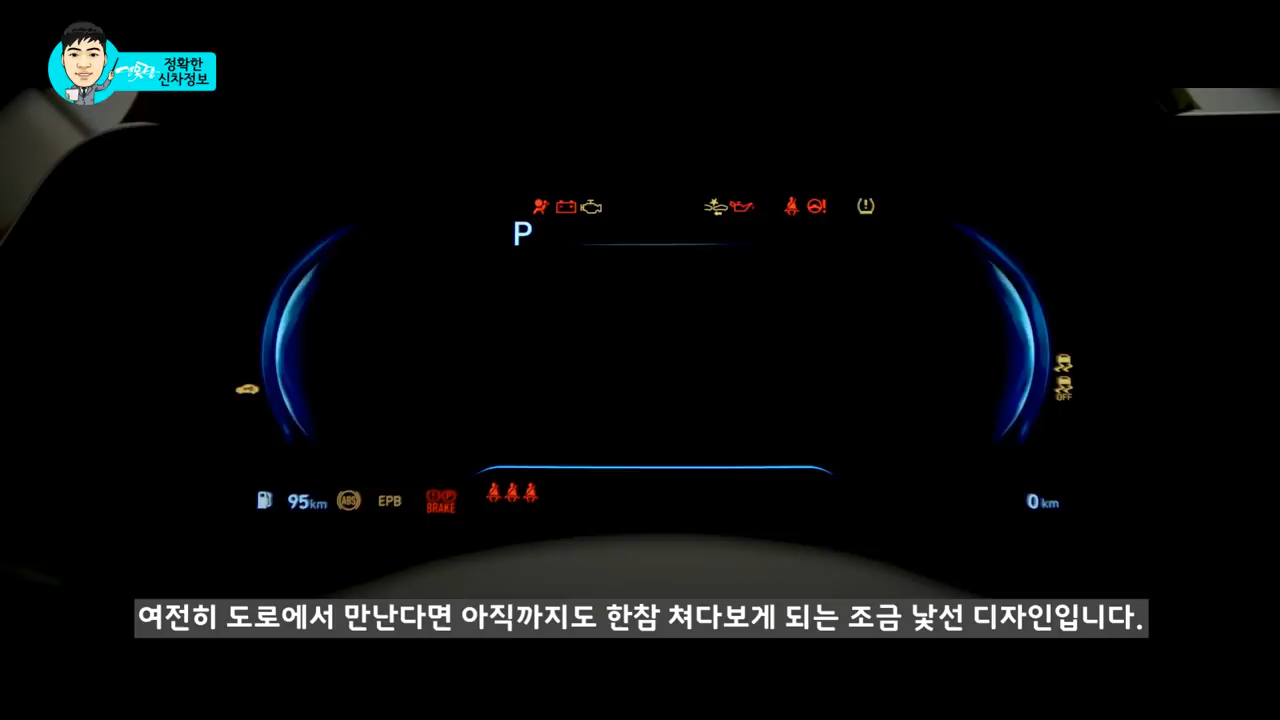 정확한
신차정보
P
OFF
95km
ABS
EPB
P
BRAKE
0 km
여전히 도로에서 만난다면 아직까지도 한참 쳐다보게 되는 조금 낯선 디자인입니다.